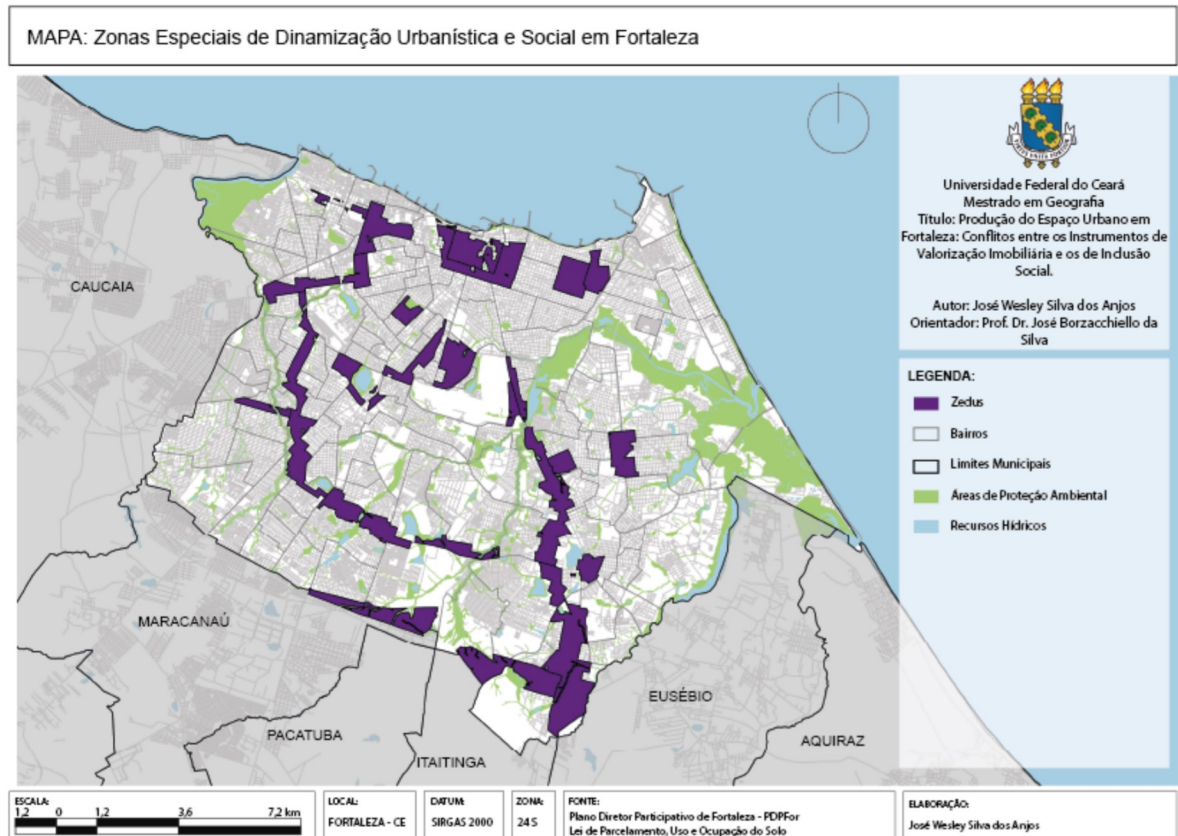 MAPA: Zonas Especiais de Dinamização Urbanística e Social em Fortaleza
Universidade Federal do Ceará
Mestrado em Geografia
Título: Produção do Espaço Urbano em
Fortaleza: Conflitos entre os Instrumentos de
Valorização Imobiliária e os de Inclusão
Social.
Autor: José Wesley Silva dos Anjos
Orientador: Prof. Dr. José Borzacchiello da
Silva
LEGENDA:
Zedus
Bairros
Limites Municipais
Áreas de Proteção Ambiental
Recursos Hídricos
CAUCAIA
MARACANAÚ
PACATUBA
ITAITINGA
EUSÉBIO
AQUIRAZ
ESCALA:
1,2 0 1,2 3,6 7,2 km
LOCAL:
FORTALEZA - CE
DATUM:
SIRGAS 2000
ZONA:
24 S
FONTE:
Plano Diretor Participativo de Fortaleza - PDPFor
Lei de Parcelamento, Uso e Ocupação do Solo
ELABORAÇÃO:
José Wesley Silva dos Anjos